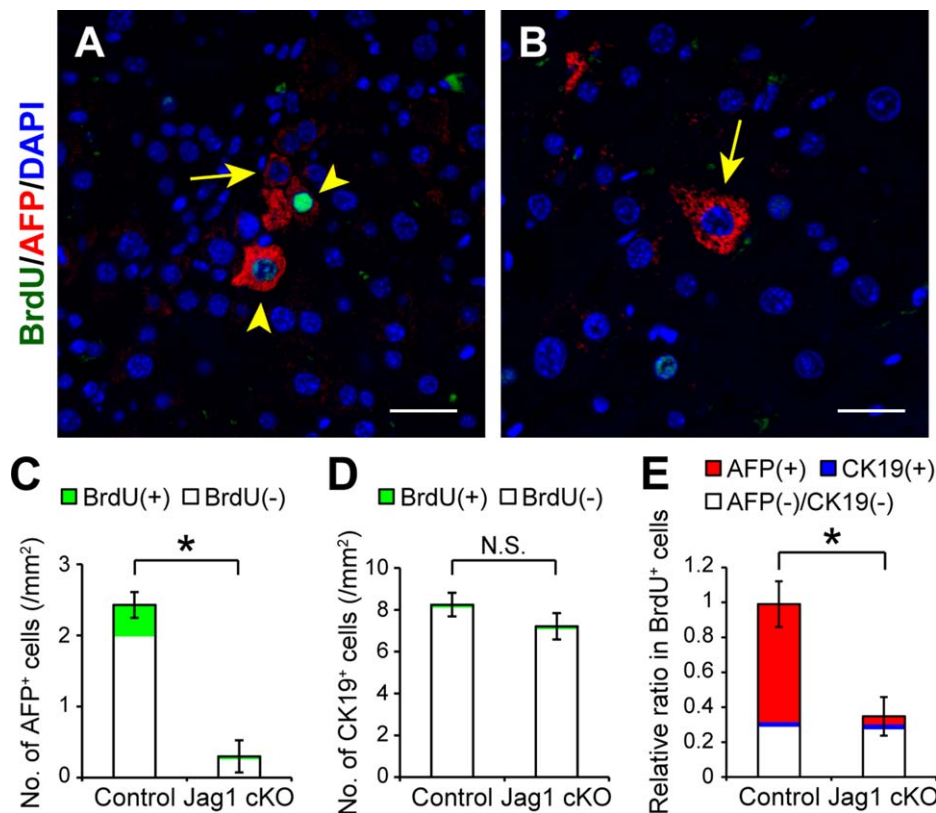 A
B
BrdU/AFP/DAPI
C
BrdU(+) BrdU(-)
*
No. of AFP⁺ cells (/mm²)
3
2
1
0
Control Jag1 cKO
D
BrdU(+) BrdU(-)
N.S.
No. of CK19⁺ cells (/mm²)
10
8
6
4
2
0
Control Jag1 cKO
E
AFP(+) CK19(+)
AFP(-)/CK19(-)
*
Relative ratio in BrdU⁺ cells
1.2
1
0.8
0.6
0.4
0.2
0
Control Jag1 cKO